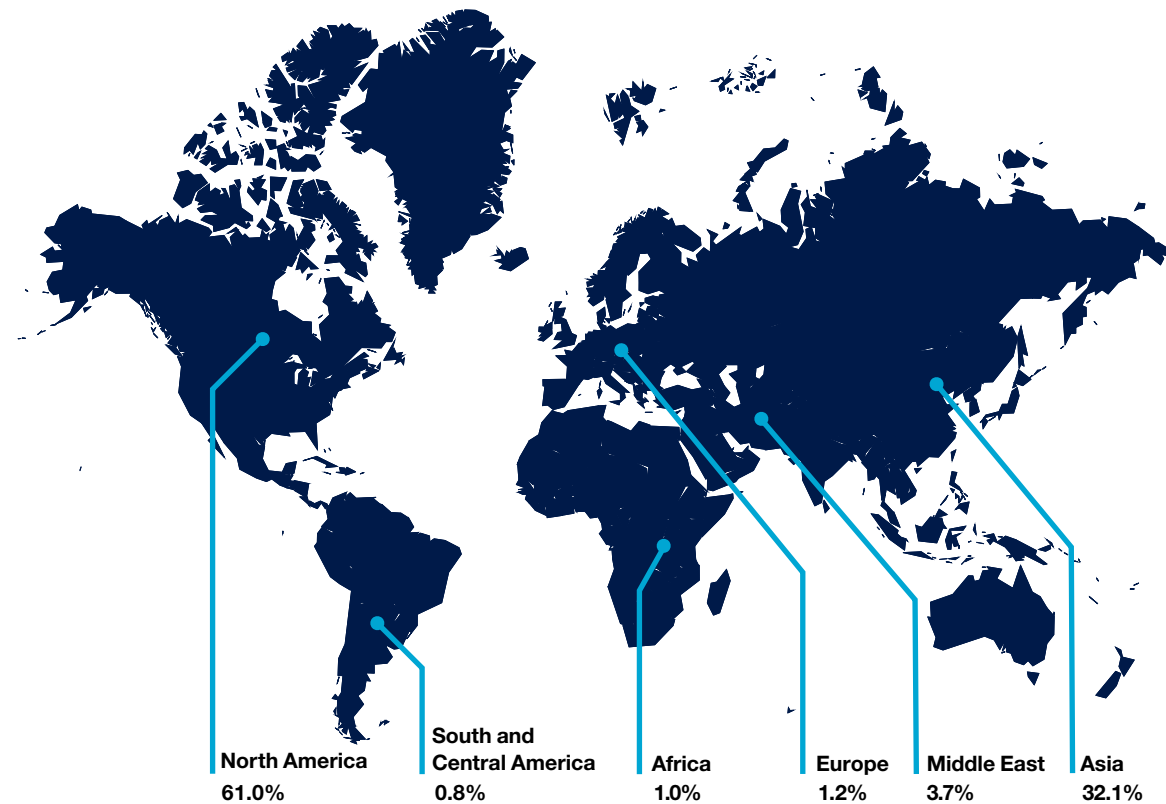 North America
61.0%
South and
Central America
0.8%
Africa
1.0%
Europe
1.2%
Middle East
3.7%
Asia
32.1%